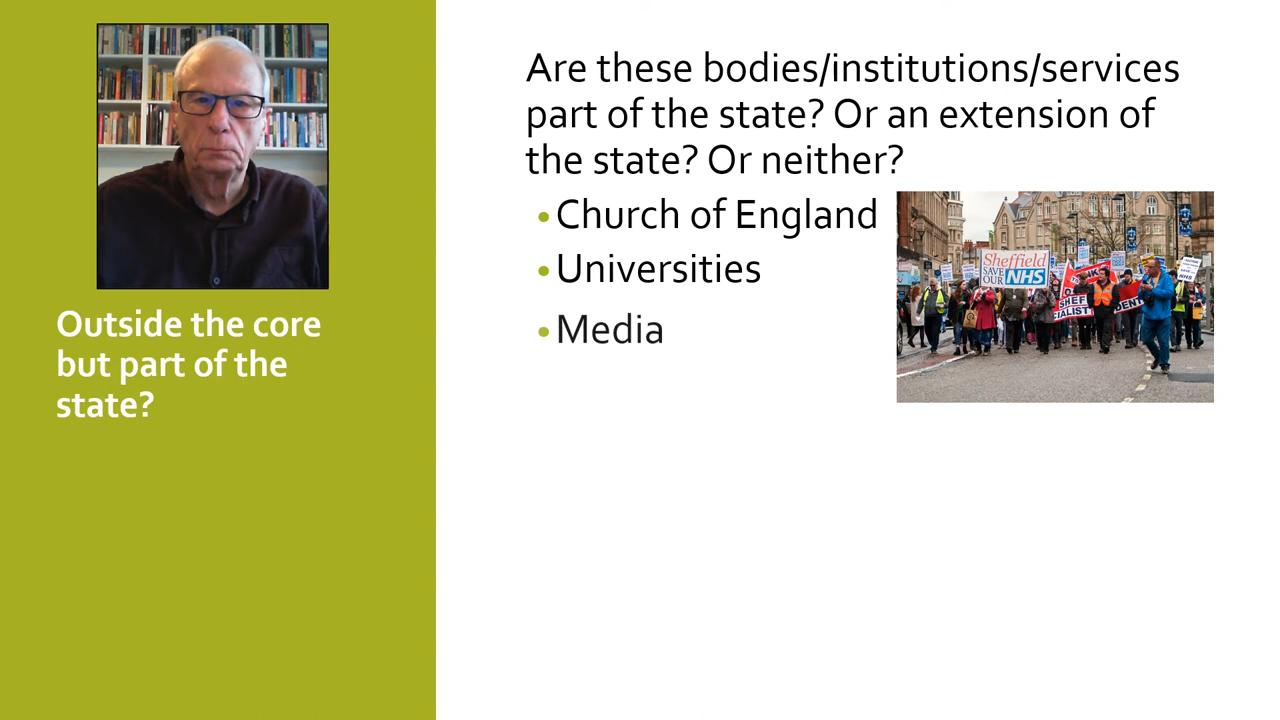 Outside the core
but part of the
state?
Are these bodies/institutions/services
part of the state? Or an extension of
the state? Or neither?
•Church of England
•Universities
•Media
Sheffield
SAVE
OUR NHS